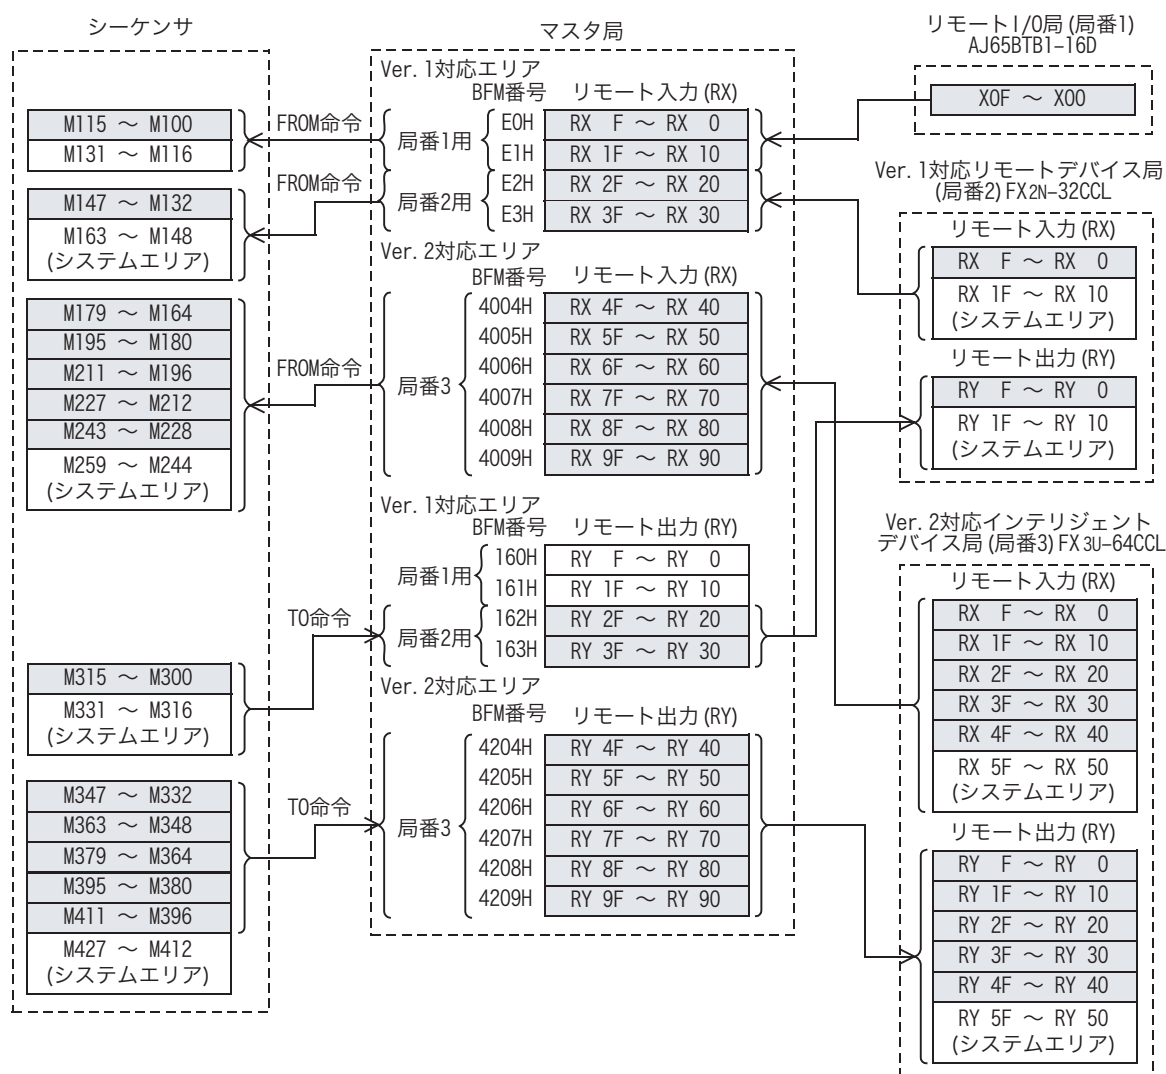 シーケンサ
M115 ～ M100
M131 ～ M116
M147 ～ M132
M163 ～ M148
(システムエリア)
M179 ～ M164
M195 ～ M180
M211 ～ M196
M227 ～ M212
M243 ～ M228
M259 ～ M244
(システムエリア)
M315 ～ M300
M331 ～ M316
(システムエリア)
M347 ～ M332
M363 ～ M348
M379 ～ M364
M395 ～ M380
M411 ～ M396
M427 ～ M412
(システムエリア)
FROM命令
FROM命令
FROM命令
TO命令
TO命令
マスタ局
Ver. 1対応エリア
BFM番号 リモート入力(RX)
局番1用
E0H RX F ～ RX 0
E1H RX 1F ～ RX 10
局番2用
E2H RX 2F ～ RX 20
E3H RX 3F ～ RX 30
Ver. 2対応エリア
BFM番号 リモート入力(RX)
局番3
4004H RX 4F ～ RX 40
4005H RX 5F ～ RX 50
4006H RX 6F ～ RX 60
4007H RX 7F ～ RX 70
4008H RX 8F ～ RX 80
4009H RX 9F ～ RX 90
Ver. 1対応エリア
BFM番号 リモート出力(RY)
局番1用
160H RY F ～ RY 0
161H RY 1F ～ RY 10
局番2用
162H RY 2F ～ RY 20
163H RY 3F ～ RY 30
Ver. 2対応エリア
BFM番号 リモート出力(RY)
局番3
4204H RY 4F ～ RY 40
4205H RY 5F ～ RY 50
4206H RY 6F ～ RY 60
4207H RY 7F ～ RY 70
4208H RY 8F ～ RY 80
4209H RY 9F ～ RY 90
リモートI/O局(局番1)
AJ65BTB1-16D
X0F ～ X00
Ver. 1対応リモートデバイス局
(局番2)FX2N-32CCL
リモート入力(RX)
RX F ～ RX 0
RX 1F ～ RX 10
(システムエリア)
リモート出力(RY)
RY F ～ RY 0
RY 1F ～ RY 10
(システムエリア)
Ver. 2対応インテリジェント
デバイス局(局番3)FX3U-64CCL
リモート入力(RX)
RX F ～ RX 0
RX 1F ～ RX 10
RX 2F ～ RX 20
RX 3F ～ RX 30
RX 4F ～ RX 40
RX 5F ～ RX 50
(システムエリア)
リモート出力(RY)
RY F ～ RY 0
RY 1F ～ RY 10
RY 2F ～ RY 20
RY 3F ～ RY 30
RY 4F ～ RY 40
RY 5F ～ RY 50
(システムエリア)